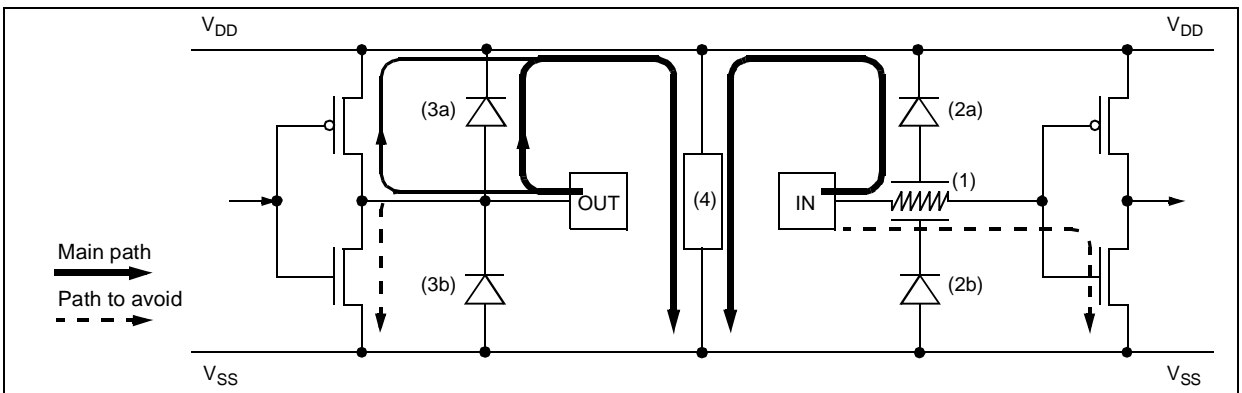 VDD
VDD
(3a)
(2a)
(1)
OUT
(4)
IN
Main path
(3b)
(2b)
Path to avoid
VSS
VSS